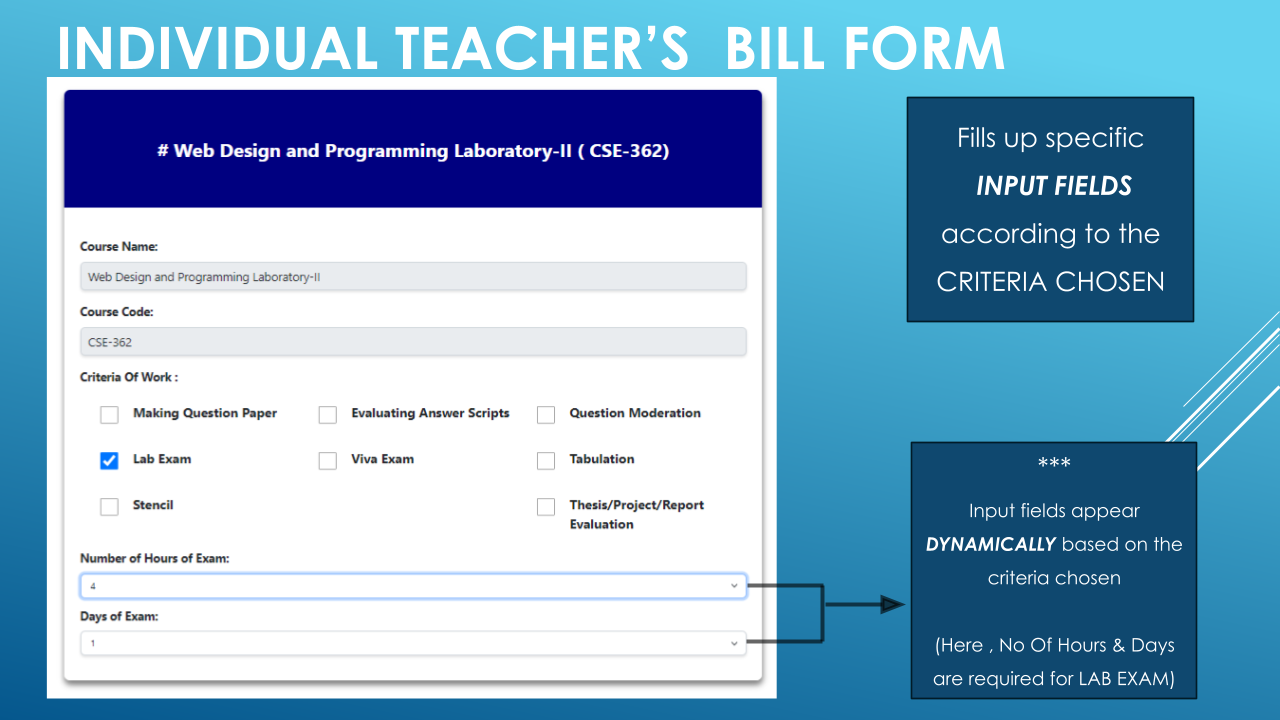 INDIVIDUAL TEACHER’S  BILL FORM
# Web Design and Programming Laboratory-II ( CSE-362)
Course Name:
Web Design and Programming Laboratory-II
Course Code:
CSE-362
Criteria Of Work :
Making Question Paper
Evaluating Answer Scripts
Question Moderation
Lab Exam
Viva Exam
Tabulation
Stencil
Thesis/Project/Report
Evaluation
Number of Hours of Exam:
4
Days of Exam:
1
Fills up specific
INPUT FIELDS
according to the
CRITERIA CHOSEN
***
Input fields appear
DYNAMICALLY based on the
criteria chosen
(Here , No Of Hours & Days
are required for LAB EXAM)